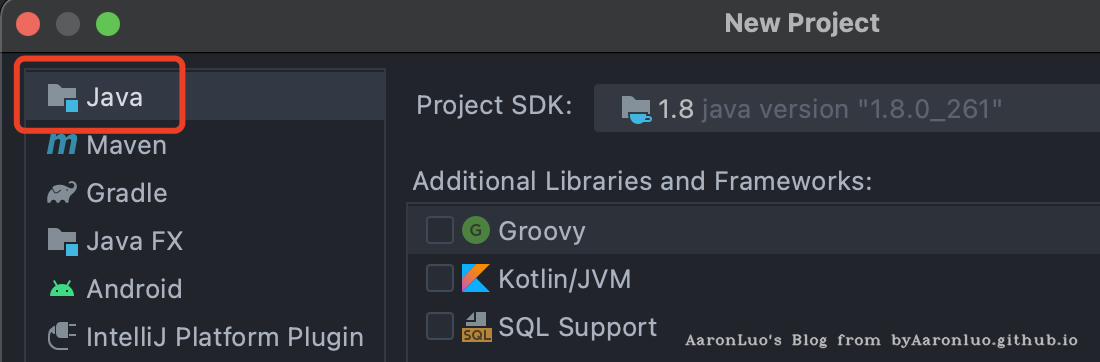 New Project
Java
Maven
Gradle
Java FX
Android
IntelliJ Platform Plugin
Project SDK: 1.8 java version "1.8.0_261"
Additional Libraries and Frameworks:
G Groovy
Kotlin/JVM
SQL SQL Support
AaronLuo's Blog from byAaronluo.github.io